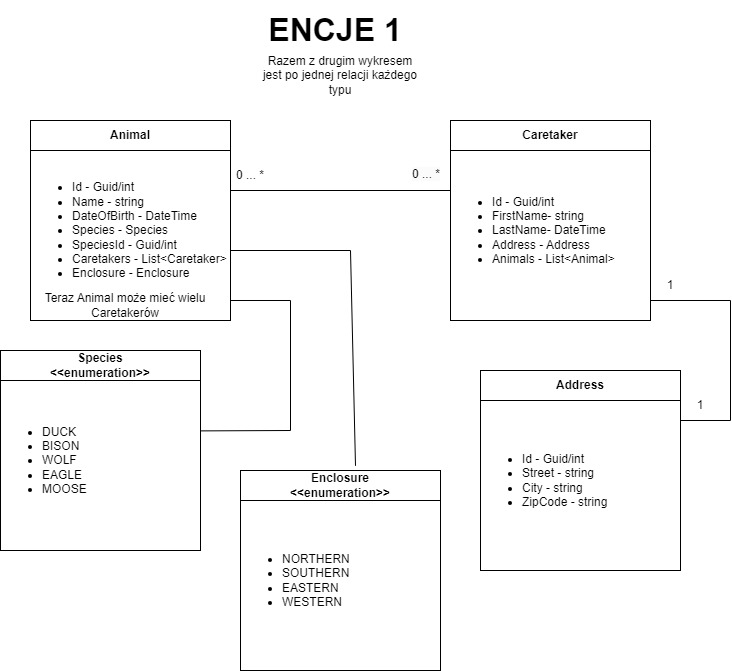 ENCJE 1
Razem z drugim wykresem
jest po jednej relacji każdego
typu
Animal
Id - Guid/int
Name - string
DateOfBirth - DateTime
Species - Species
SpeciesId - Guid/int
Caretakers - List<Caretaker>
Enclosure - Enclosure
Teraz Animal może mieć wielu
Caretakerów
0 ... *
0 ... *
Caretaker
Id - Guid/int
FirstName- string
LastName- DateTime
Address - Address
Animals - List<Animal>
1
1
Species
<<enumeration>>
DUCK
BISON
WOLF
EAGLE
MOOSE
Enclosure
<<enumeration>>
NORTHERN
SOUTHERN
EASTERN
WESTERN
Address
Id - Guid/int
Street - string
City - string
ZipCode - string